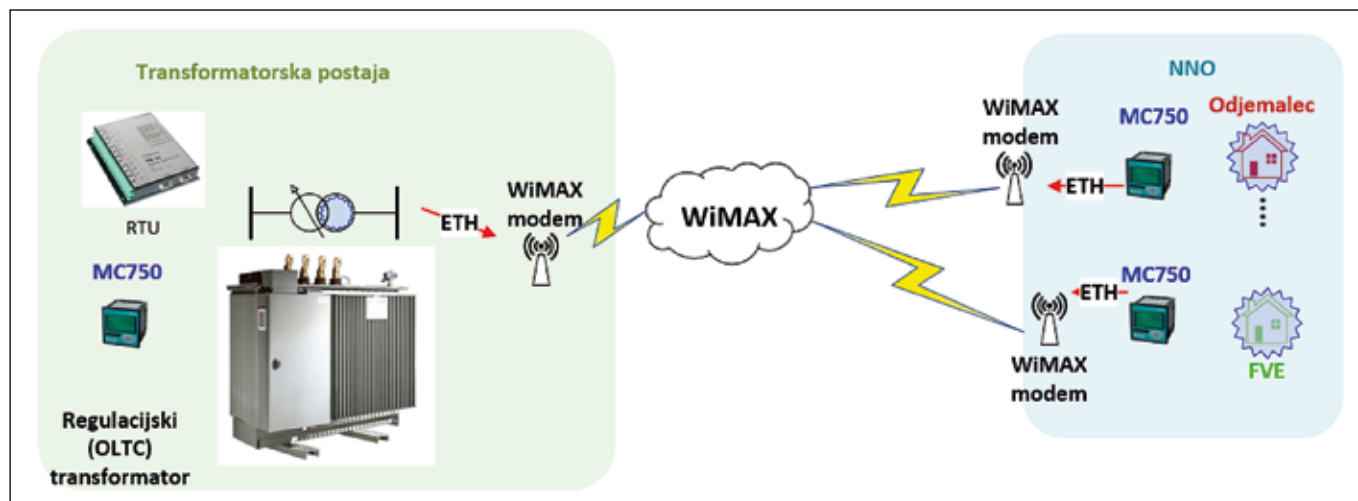 Transformatorska postaja
RTU
MC750
Regulacijski
(OLTC)
transformator
ETH
WiMAX
modem
WiMAX
NNO
WiMAX
modem
ETH
MC750
Odjemalec
WiMAX
modem
ETH
MC750
FVE